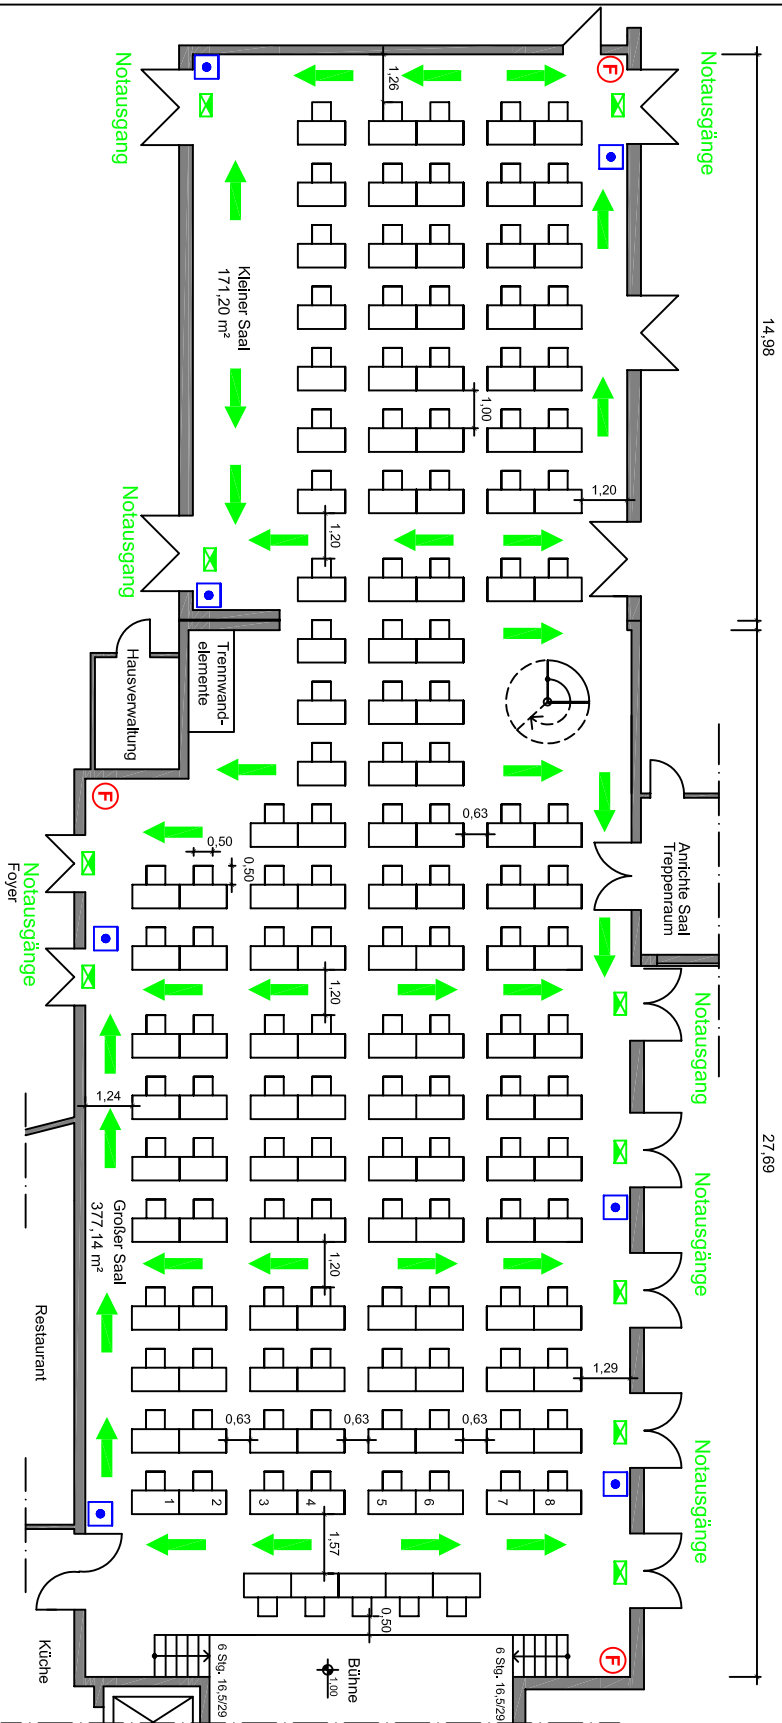 Notausgang
Notausgänge
F
1,26
14,98
Kleiner Saal
171,20 m²
1,00
1,20
1,20
Notausgang
Trennwand-
elemente
Hausverwaltung
F
0,63
Anrichte Saal
Treppenraum
0,50
0,50
Notausgänge
Foyer
1,20
Notausgang
1,24
27,69
Notausgänge
Großer Saal
377,14 m²
1,20
Restaurant
1,29
0,63
0,63
0,63
Notausgänge
1
2
3
4
5
6
7
8
1,57
0,50
Küche
6 Stg. 16,5/29
Bühne
1,00
6 Stg. 16,5/29
F